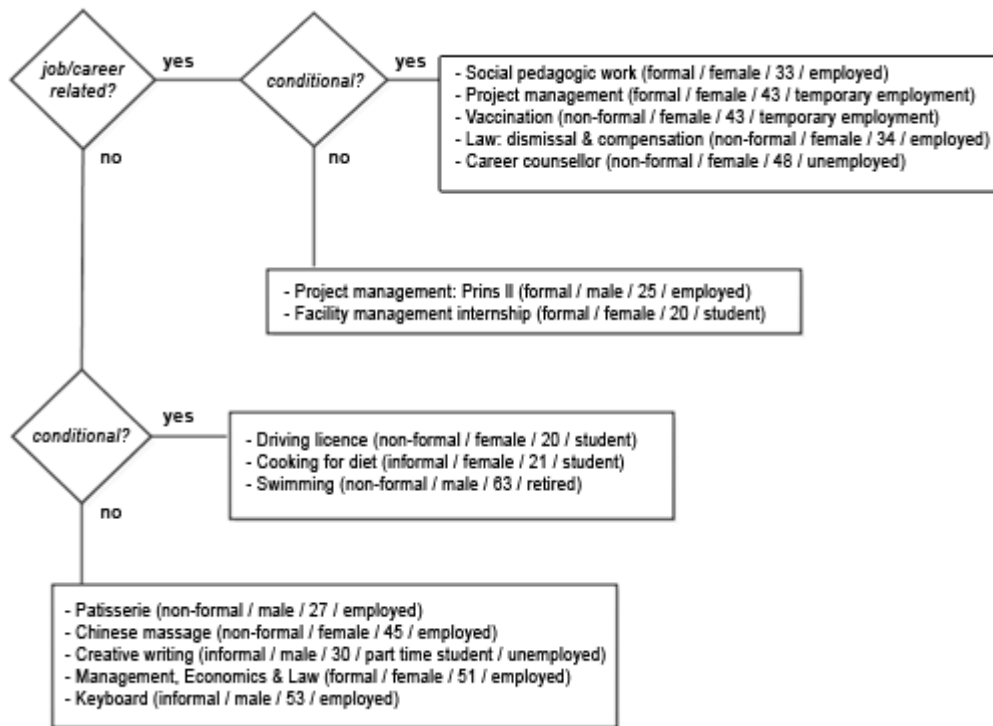 job/career
related?
yes
conditional?
yes
- Social pedagogic work (formal / female / 33 / employed)
- Project management (formal / female / 43 / temporary employment)
- Vaccination (non-formal / female / 43 / temporary employment)
- Law: dismissal & compensation (non-formal / female / 34 / employed)
- Career counsellor (non-formal / female / 48 / unemployed)
no
no
- Project management: Prins II (formal / male / 25 / employed)
- Facility management internship (formal / female / 20 / student)
conditional?
yes
- Driving licence (non-formal / female / 20 / student)
- Cooking for diet (informal / female / 21 / student)
- Swimming (non-formal / male / 63 / retired)
no
- Patisserie (non-formal / male / 27 / employed)
- Chinese massage (non-formal / female / 45 / employed)
- Creative writing (informal / male / 30 / part time student / unemployed)
- Management, Economics & Law (formal / female / 51 / employed)
- Keyboard (informal / male / 53 / employed)